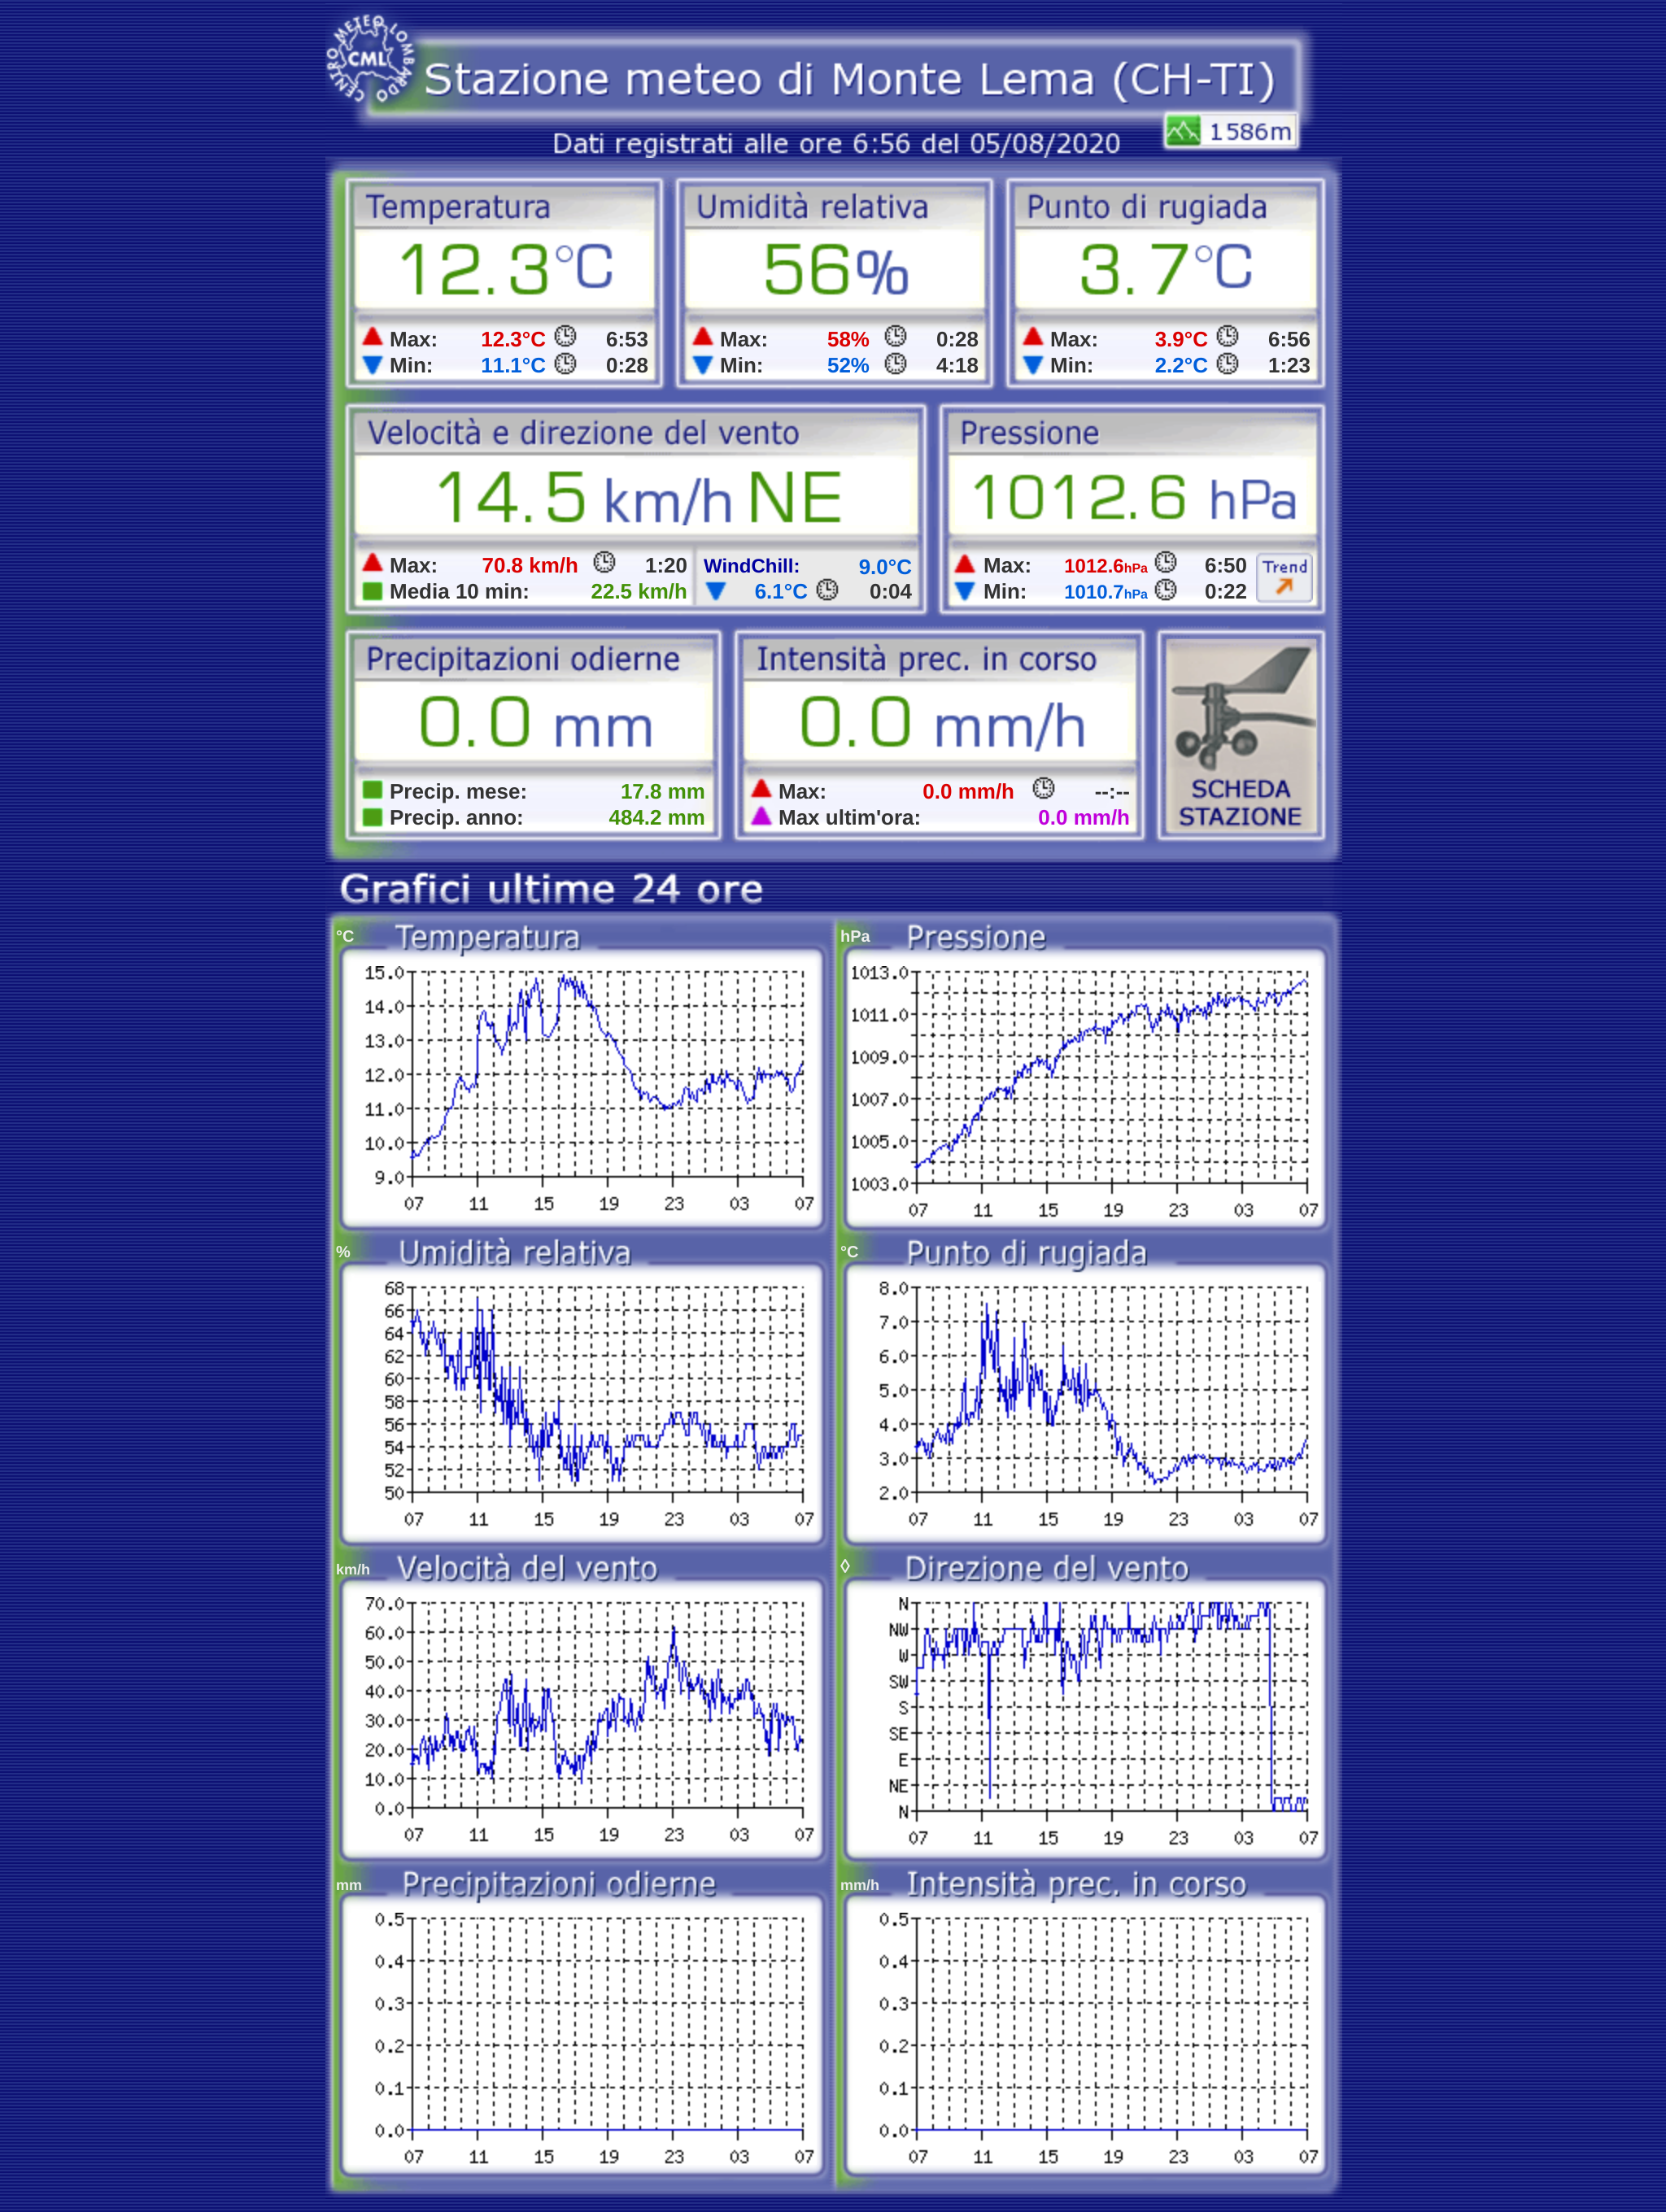 CENTRO METEO LOMBARDO
CML
Stazione meteo di Monte Lema (CH-TI)
1586m
Dati registrati alle ore 6:56 del 05/08/2020
Temperatura Umidità relativa Punto di rugiada
12.3°C 56% 3.7°C
Max: 12.3°C 6:53 Max: 58% 0:28 Max: 3.9°C 6:56
Min: 11.1°C 0:28 Min: 52% 4:18 Min: 2.2°C 1:23
Velocità e direzione del vento Pressione
14.5 km/h NE 1012.6 hPa
Max: 70.8 km/h 1:20 WindChill: 9.0°C Max: 1012.6hPa 6:50 Trend
Media 10 min: 22.5 km/h 6.1°C 0:04 Min: 1010.7hPa 0:22
Precipitazioni odierne Intensità prec. in corso
0.0 mm 0.0 mm/h
Precip. mese: 17.8 mm Max: 0.0 mm/h --:-- SCHEDA
Precip. anno: 484.2 mm Max ultim'ora: 0.0 mm/h STAZIONE
Grafici ultime 24 ore
°C Temperatura
15.0
14.0
13.0
12.0
11.0
10.0
9.0
07 11 15 19 23 03 07
hPa Pressione
1013.0
1011.0
1009.0
1007.0
1005.0
1003.0
07 11 15 19 23 03 07
% Umidità relativa
68
66
64
62
60
58
56
54
52
50
07 11 15 19 23 03 07
°C Punto di rugiada
8.0
7.0
6.0
5.0
4.0
3.0
2.0
07 11 15 19 23 03 07
km/h Velocità del vento
70.0
60.0
50.0
40.0
30.0
20.0
10.0
0.0
07 11 15 19 23 03 07
◊ Direzione del vento
N
NW
W
SW
S
SE
E
NE
N
07 11 15 19 23 03 07
mm Precipitazioni odierne
0.5
0.4
0.3
0.2
0.1
0.0
07 11 15 19 23 03 07
mm/h Intensità prec. in corso
0.5
0.4
0.3
0.2
0.1
0.0
07 11 15 19 23 03 07